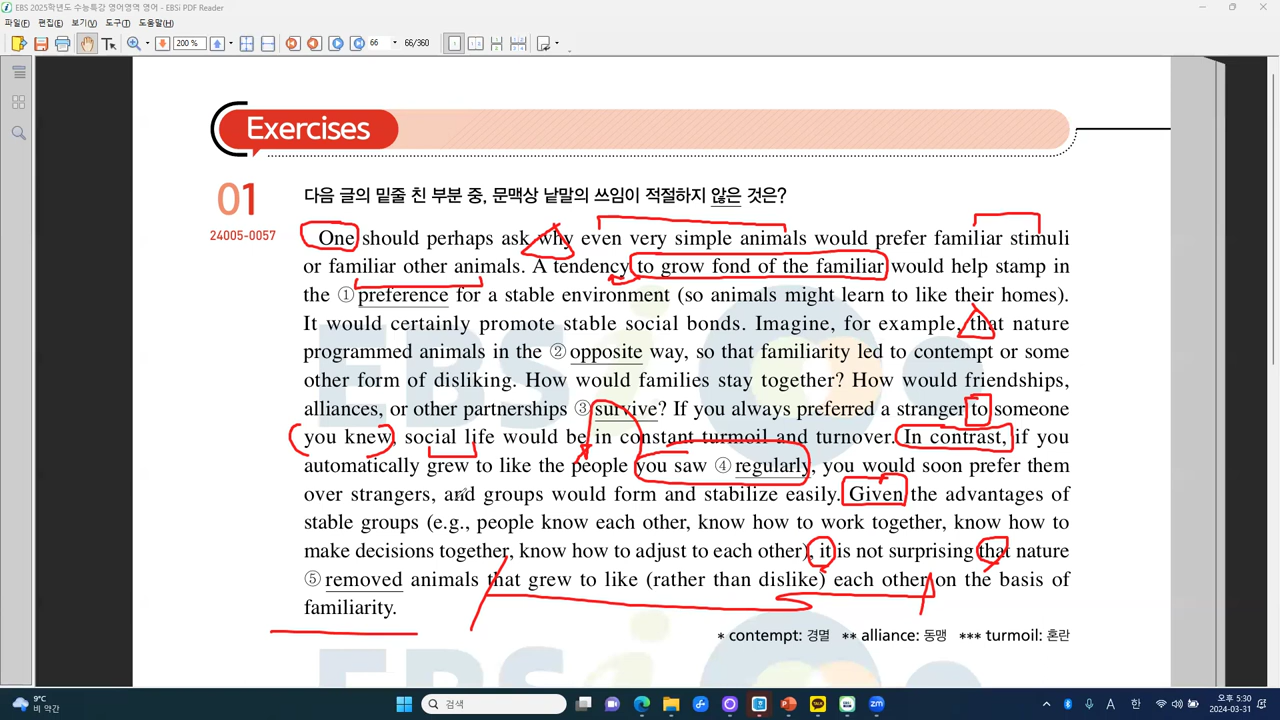 EBS 2025학년도 수능특강 영어영역 영어 - EBSi PDF Reader
파일(F) 편집(E) 보기(V) 도구(T) 도움말(H)
200 % 66 66/360
Exercises
01 다음 글의 밑줄 친 부분 중, 문맥상 낱말의 쓰임이 적절하지 않은 것은?
24005-0057
One should perhaps ask why even very simple animals would prefer familiar stimuli
or familiar other animals. A tendency to grow fond of the familiar would help stamp in
the ① preference for a stable environment (so animals might learn to like their homes).
It would certainly promote stable social bonds. Imagine, for example, that nature
programmed animals in the ② opposite way, so that familiarity led to contempt or some
other form of disliking. How would families stay together? How would friendships,
alliances, or other partnerships ③ survive? If you always preferred a stranger to someone
you knew, social life would be in constant turmoil and turnover. In contrast, if you
automatically grew to like the people you saw ④ regularly, you would soon prefer them
over strangers, and groups would form and stabilize easily. Given the advantages of
stable groups (e.g., people know each other, know how to work together, know how to
make decisions together, know how to adjust to each other), it is not surprising that nature
⑤ removed animals that grew to like (rather than dislike) each other on the basis of
familiarity.
* contempt: 경멸 ** alliance: 동맹 *** turmoil: 혼란
EBS
9°C
비 약간
검색
A 한
오후 5:30
2024-03-31